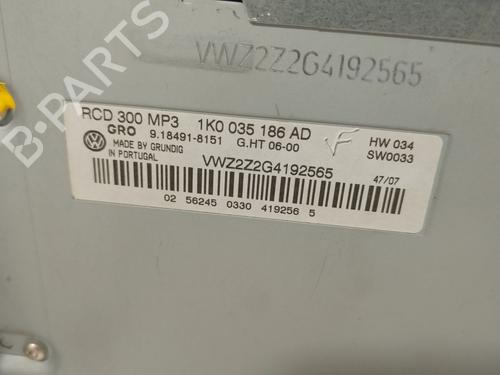 B-PARTS
VWZ2Z2G4192565
RCD 300 MP3 1K0 035 186 AD
GRO 9.18491-8151 G.HT 06-00 VF HW 034
MADE BY GRUNDIG SW0033
IN PORTUGAL VWZ2Z2G4192565
47/07
02 56245 0330 419256 5